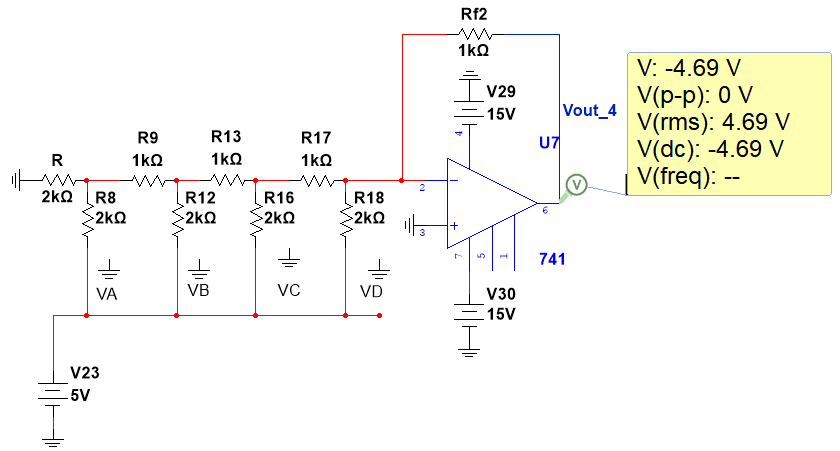 Rf2
1kΩ
V29
15V
Vout_4
V: -4.69 V
V(p-p): 0 V
V(rms): 4.69 V
V(dc): -4.69 V
V(freq): --
4
U7
R
2kΩ
R9
1kΩ
R13
1kΩ
R17
1kΩ
2
V
6
R8
2kΩ
R12
2kΩ
R16
2kΩ
R18
2kΩ
3
7
5
1
741
VA
VB
VC
VD
V30
15V
V23
5V